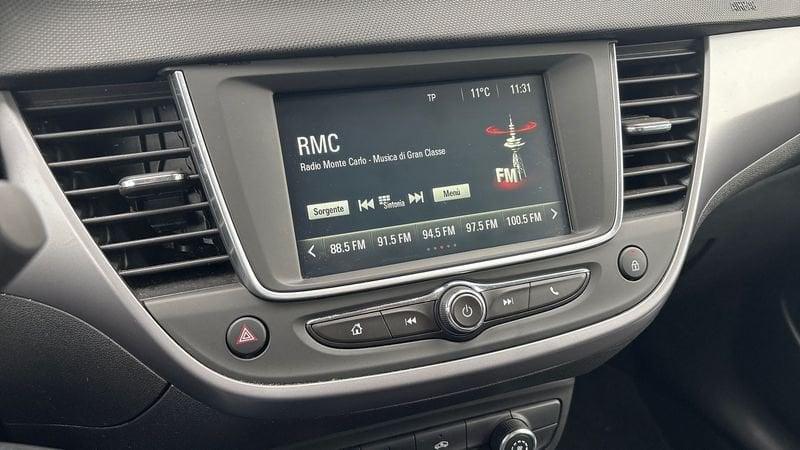 AIRBAG
TP 11°C 11:31
RMC
Radio Monte Carlo - Musica di Gran Classe
FM
Sorgente Sintonia Menù
88.5 FM 91.5 FM 94.5 FM 97.5 FM 100.5 FM